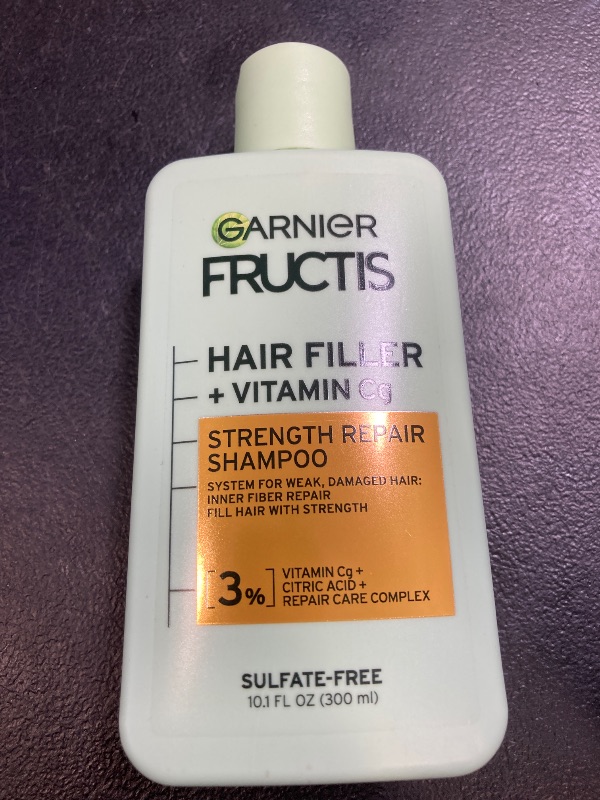 GARNIER
FRUCTIS
HAIR FILLER
+ VITAMIN Cg
STRENGTH REPAIR
SHAMPOO
SYSTEM FOR WEAK, DAMAGED HAIR:
INNER FIBER REPAIR
FILL HAIR WITH STRENGTH
3%
VITAMIN Cg +
CITRIC ACID +
REPAIR CARE COMPLEX
SULFATE-FREE
10.1 FL OZ (300 ml)